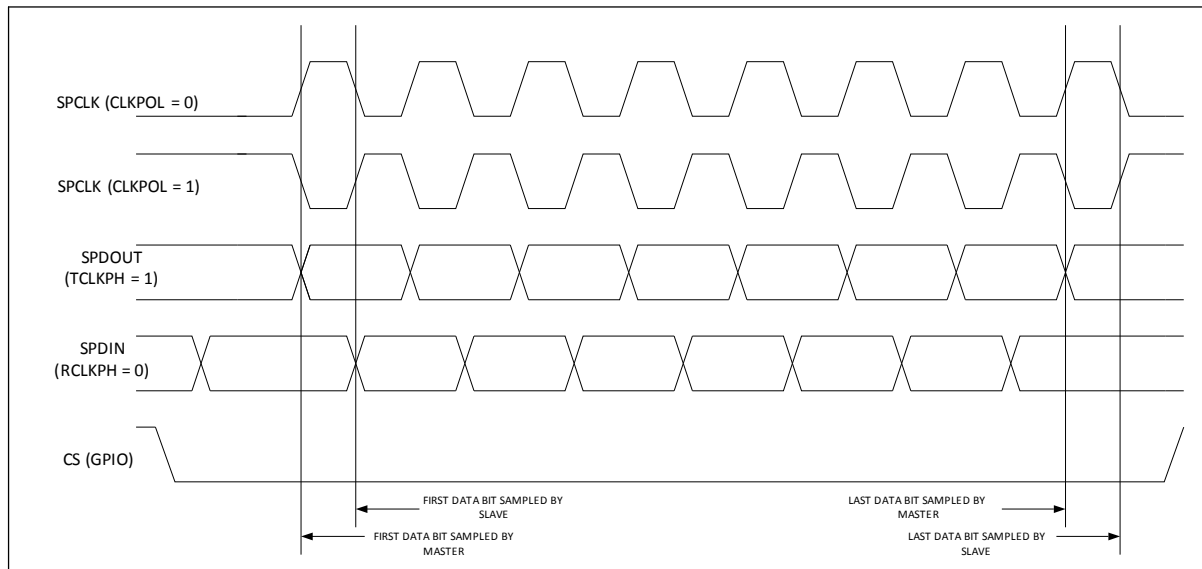 SPCLK (CLKPOL = 0)
SPCLK (CLKPOL = 1)
SPDOUT
(TCLKPH = 1)
SPDIN
(RCLKPH = 0)
CS (GPIO)
FIRST DATA BIT SAMPLED BY
SLAVE
LAST DATA BIT SAMPLED BY
MASTER
FIRST DATA BIT SAMPLED BY
MASTER
LAST DATA BIT SAMPLED BY
SLAVE